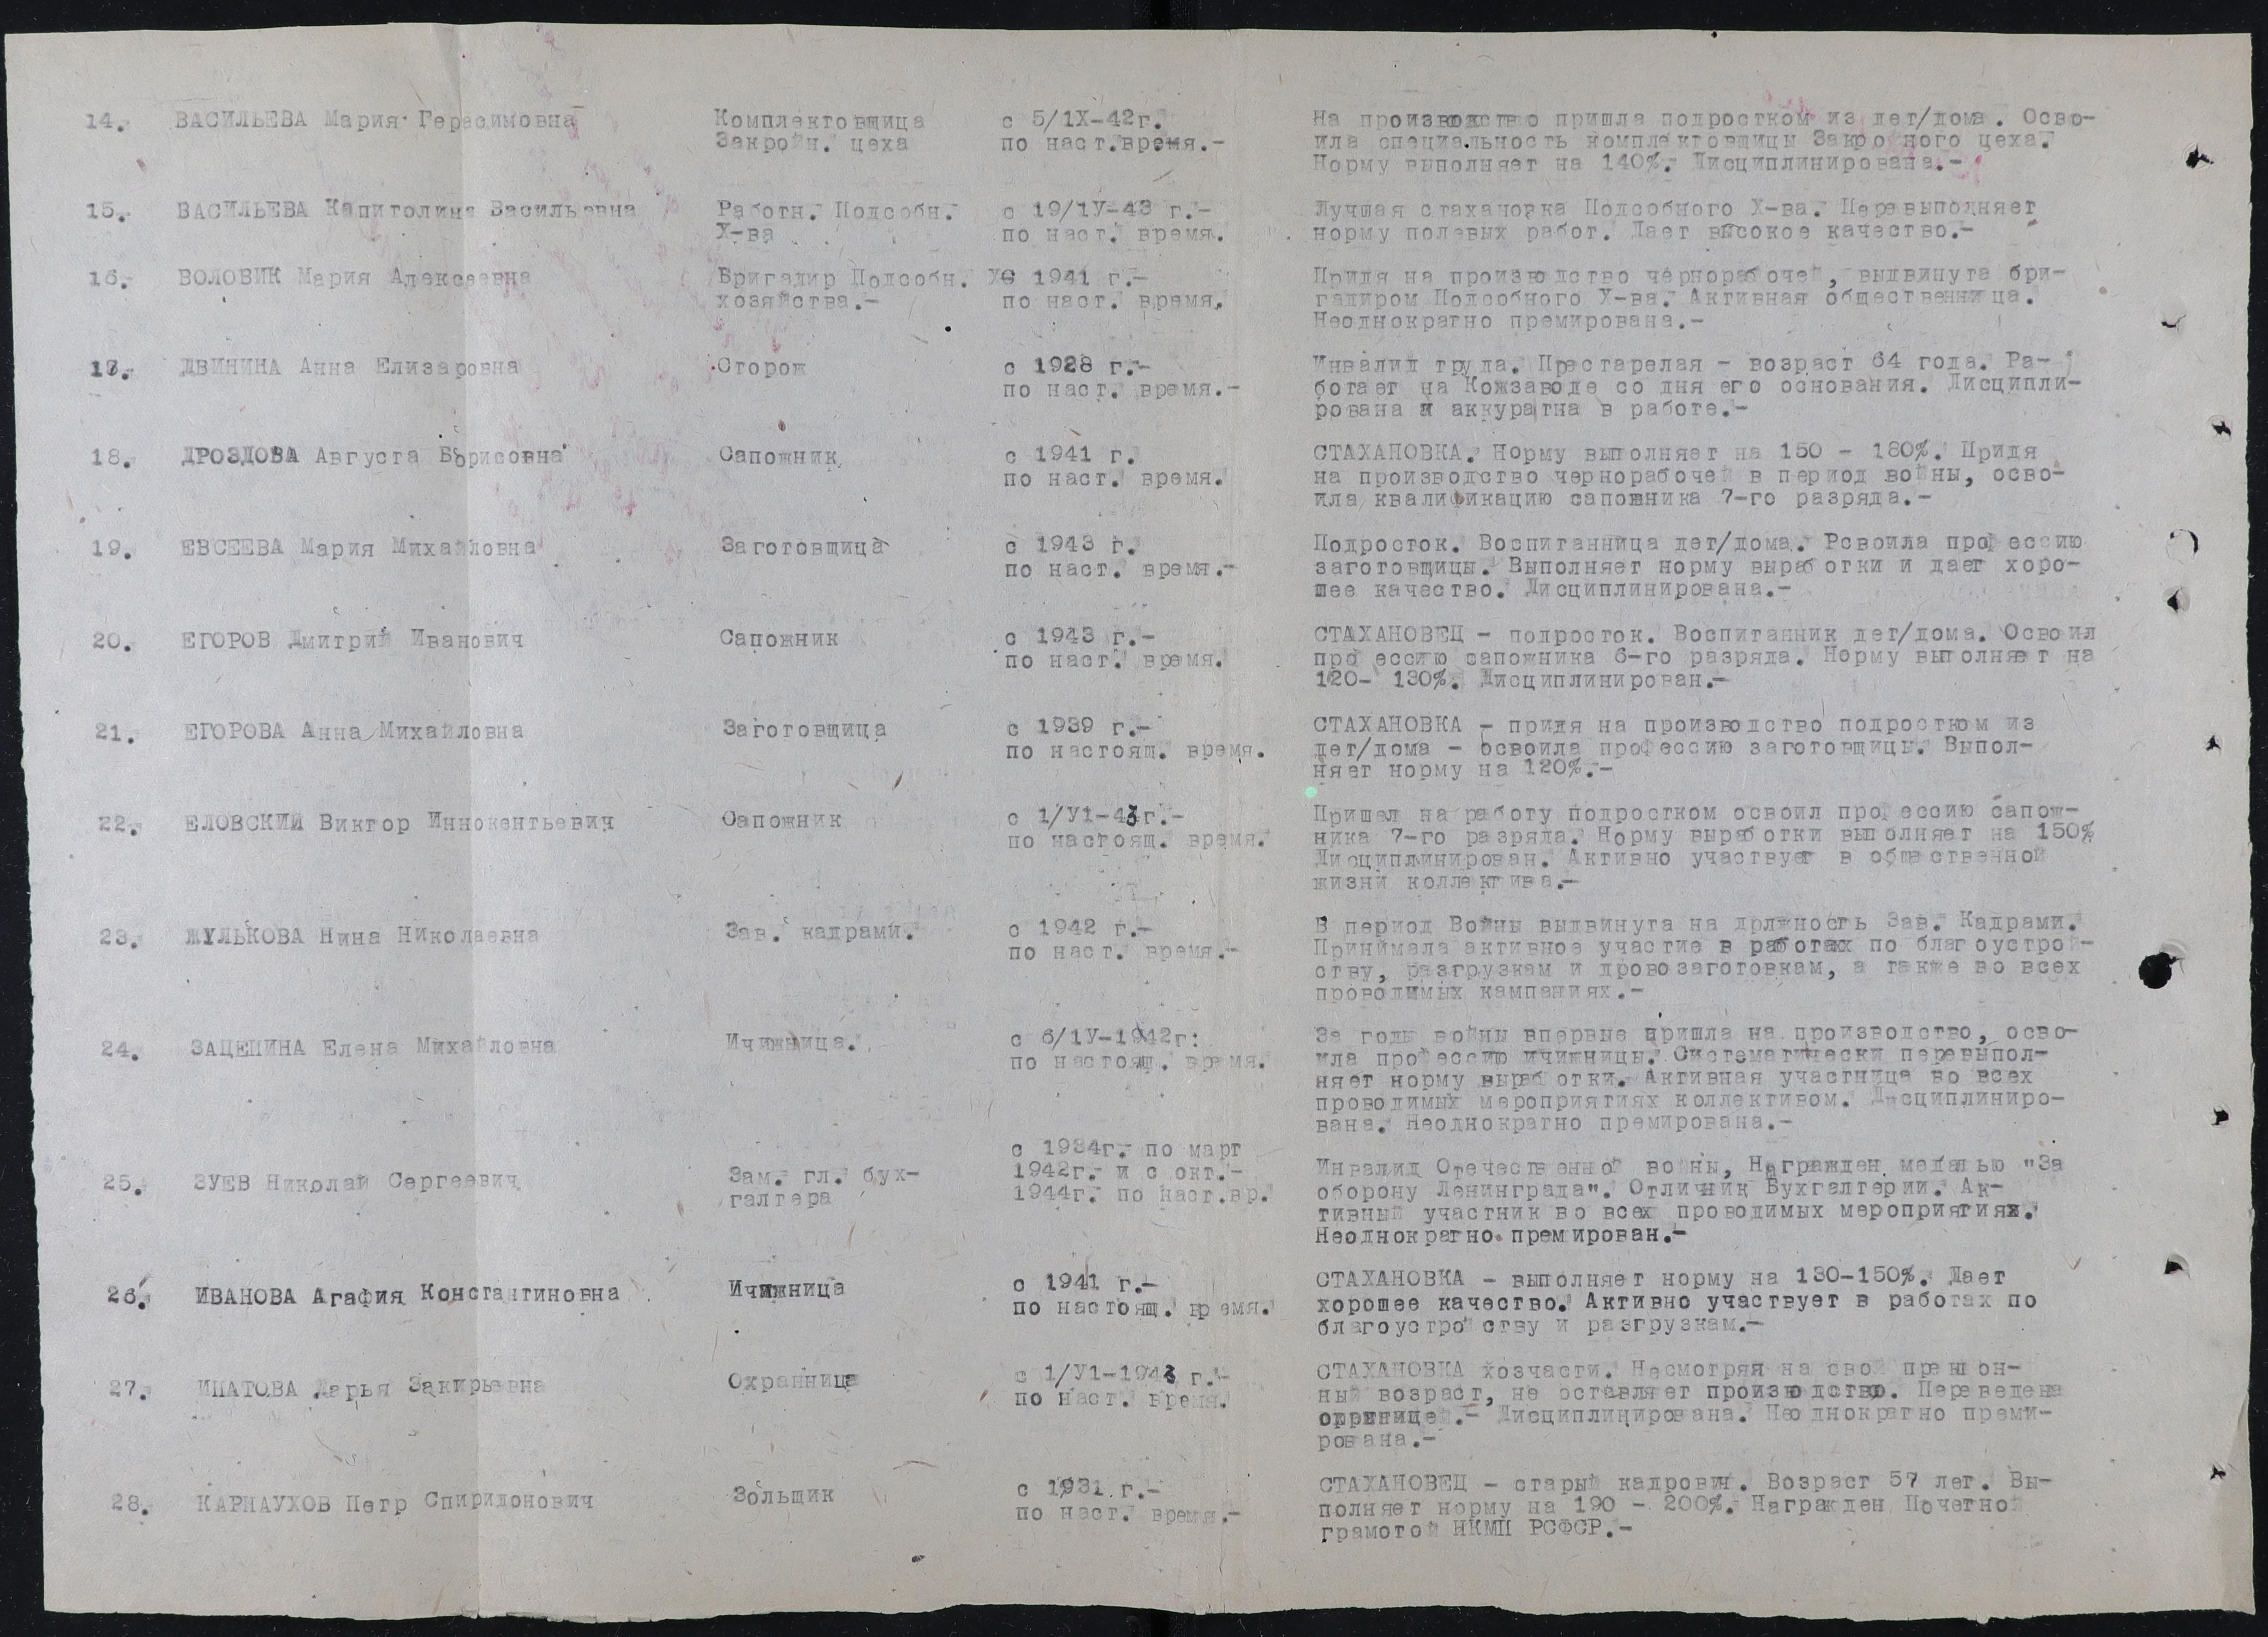 14. ВАСИЛЬЕВА Мария Герасимовна
Комплектовщица
Закройн. цеха
с 5/1Х-42г.
по наст.время.-
На производство пришла подростком из дет/дома. Осво-
ила специальность комплектовщицы Закройного цеха.
Норму выполняет на 140%. Дисциплинирована.-
15. ВАСИЛЬЕВА Капитолина Васильевна
Работн. Подсобн.
Х-ва
с 19/1У-43 г.-
по наст. время.
Лучшая стахановка Подсобного Х-ва. Перевыполняет
норму полевых работ. Дает высокое качество.-
16. ВОЛОВИК Мария Алексеевна
Бригадир Подсобн.
хозяйства.-
с 1941 г.-
по наст. время.
Придя на производство чернорабочей, выдвинута бри-
гадиром Подсобного Х-ва. Активная общественница.
Неоднократно премирована.-
17. ДВИНИНА Анна Елизаровна
Сторож
с 1928 г.-
по наст. время.-
Инвалид труда. Престарелая - возраст 64 года. Ра-
ботает на Кожзаводе со дня его основания. Дисципли-
рована и аккуратна в работе.-
18. ДРОЗДОВА Августа Борисовна
Сапожник
с 1941 г.
по наст. время.
СТАХАНОВКА. Норму выполняет на 150 - 180%. Придя
на производство чернорабочей в период войны, осво-
ила квалификацию сапожника 7-го разряда.-
19. ЕВСЕЕВА Мария Михайловна
Заготовщица
с 1943 г.
по наст. время.-
Подросток. Воспитанница дет/дома. Рсвоила профессию
заготовщицы. Выполняет норму выработки и дает хоро-
шее качество. Дисциплинирована.-
20. ЕГОРОВ Дмитрий Иванович
Сапожник
с 1943 г.-
по наст. время.
СТАХАНОВЕЦ - подросток. Воспитанник дет/дома. Освоил
профессию сапожника 6-го разряда. Норму выполняет на
120- 130%. Дисциплинирован.-
21. ЕГОРОВА Анна Михайловна
Заготовщица
с 1939 г.-
по настоящ. время.
СТАХАНОВКА - придя на производство подростком из
дет/дома - освоила профессию заготовщицы. Выпол-
няет норму на 120%.-
22. ЕЛОВСКИЙ Виктор Иннокентьевич
Сапожник
с 1/У1-43г.-
по настоящ. время.
Пришел на работу подростком освоил профессию сапож-
ника 7-го разряда. Норму выработки выполняет на 150%
Дисциплинирован. Активно участвует в общественной
жизни коллектива.-
23. ЖУЛЬКОВА Нина Николаевна
Зав. кадрами.
с 1942 г.-
по наст. время.-
В период Войны выдвинута на должность Зав. Кадрами.
Принимала активное участие в работах по благоустрой-
ству, разгрузкам и дровозаготовкам, а также во всех
проводимых кампаниях.-
24. ЗАЦЕПИНА Елена Михайловна
Ичижница.
с 6/1У-1942г:
по настоящ. время.
За годы войны впервые пришла на производство, осво-
ила профессию ичижницы. Систематически перевыпол-
няет норму выработки. Активная участница во всех
проводимых мероприятиях коллективом. Дисциплиниро-
вана. Неоднократно премирована.-
25. ЗУЕВ Николай Сергеевич
Зам. гл. бух-
галтера
с 1934г.- по март
1942г.- и с окт.-
1944г. по наст.вр.
Инвалид Отечественной войны, Награжден медалью "За
оборону Ленинграда". Отличник Бухгалтерии. Ак-
тивный участник во всех проводимых мероприятиях.
Неоднократно премирован.-
26. ИВАНОВА Агафия Константиновна
Ичижница
с 1941 г.-
по настоящ. время.
СТАХАНОВКА - выполняет норму на 130-150%. Дает
хорошее качество. Активно участвует в работах по
благоустройству и разгрузкам.-
27. ИПАТОВА Дарья Закирьевна
Охранница
с 1/У1-1943 г.-
по наст. время.
СТАХАНОВКА хозчасти. Несмотря на свой преклон-
ный возраст, не оставляет производство. Переведена
Дисциплинирована. Неоднократно преми-
рована.-
28. КАРНАУХОВ Петр Спиридонович
Зольщик
с 1931 г.-
по наст. время.-
СТАХАНОВЕЦ - старый кадровик. Возраст 57 лет. Вы-
полняет норму на 190 - 200%. Награжден Почетной
грамотой НКМП РСФСР.-